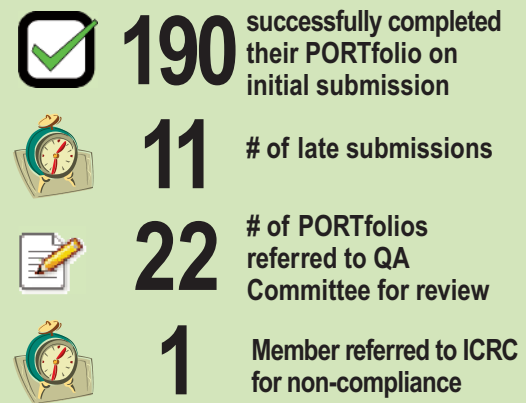 190 successfully completed
their PORTfolio on
initial submission
11 # of late submissions
22 # of PORTfolios
referred to QA
Committee for review
1 Member referred to ICRC
for non-compliance